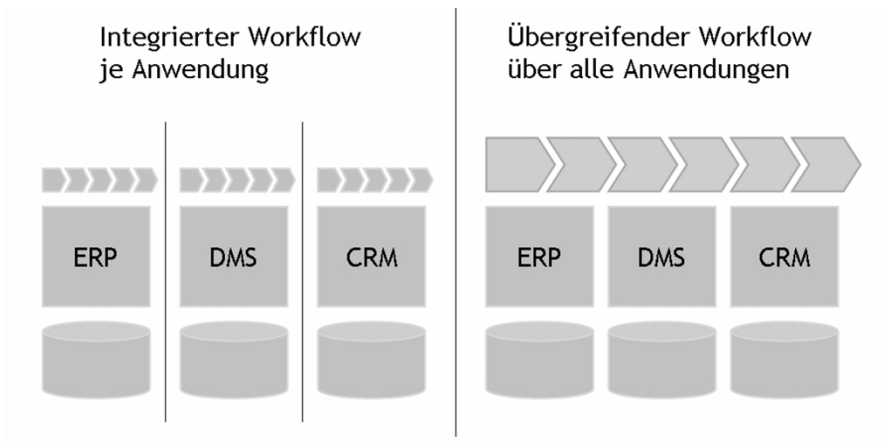 Integrierter Workflow
je Anwendung
Übergreifender Workflow
über alle Anwendungen
ERP
DMS
CRM
ERP
DMS
CRM